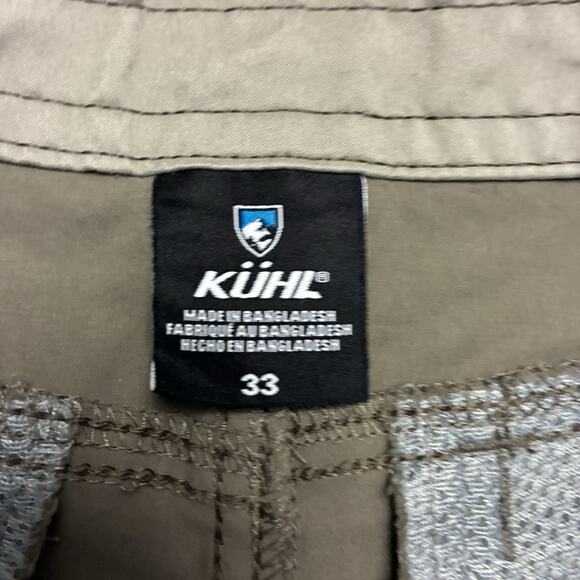 KÜHL®
MADE IN BANGLADESH
FABRIQUÉ AU BANGLADESH
HECHO EN BANGLADESH
33